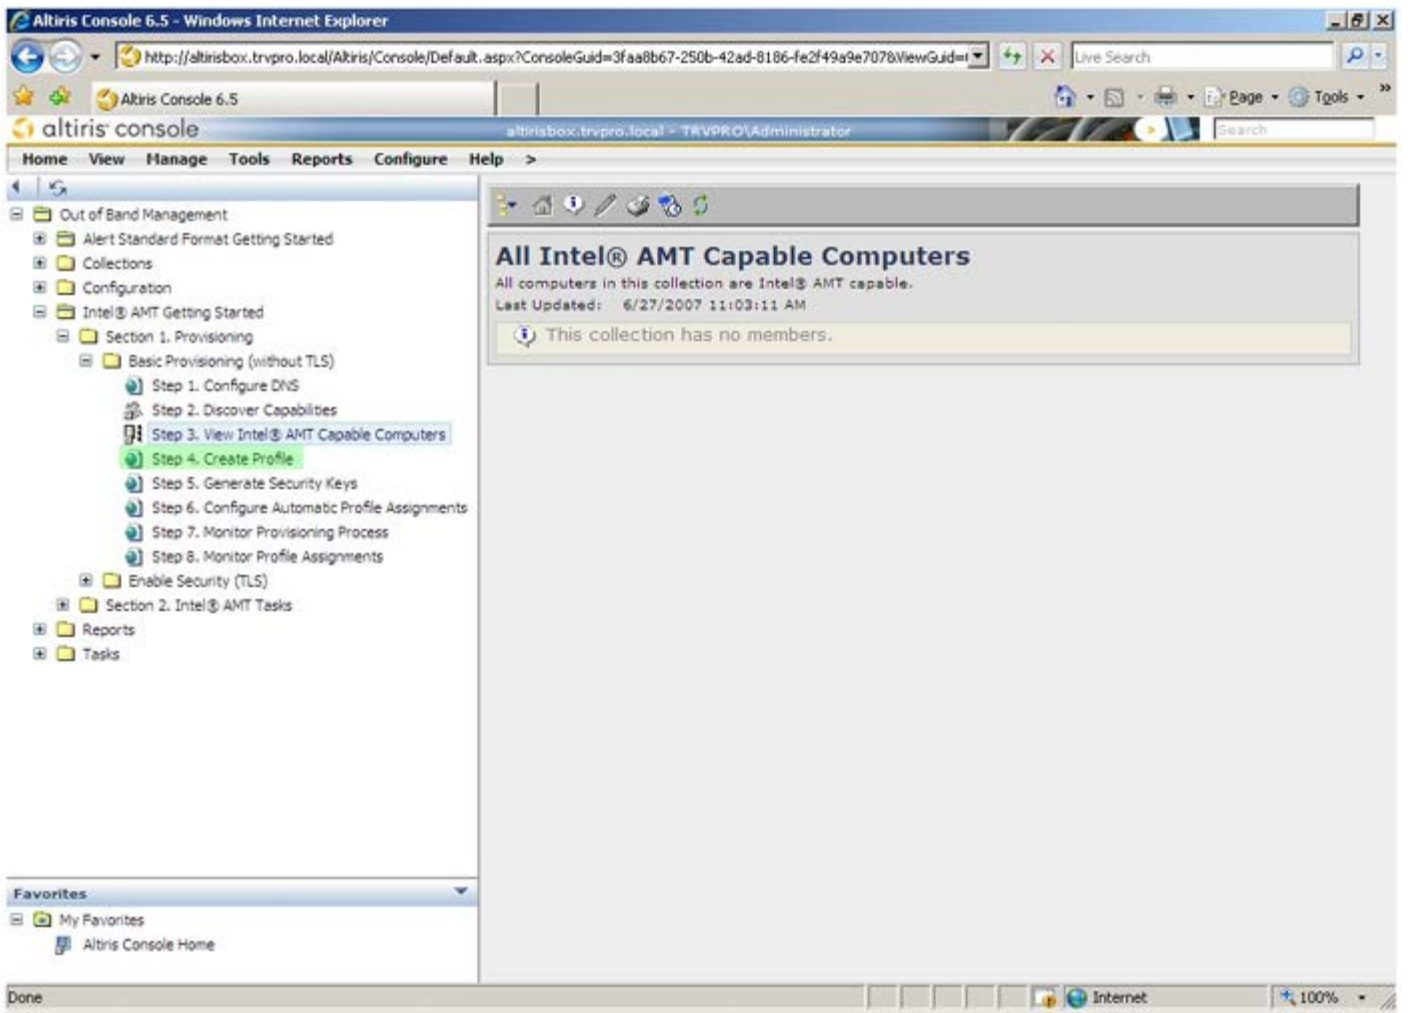 Altiris Console 6.5 - Windows Internet Explorer
http://altirisbox.trvpro.local/Altiris/Console/Default.aspx?ConsoleGuid=3faa8b67-250b-42ad-8186-fe2f49a9e707&ViewGuid=
Live Search
Altiris Console 6.5
Page
Tools
altiris console
altirisbox.trvpro.local - TRVPRO\Administrator
Search
Home View Manage Tools Reports Configure Help >
Out of Band Management
Alert Standard Format Getting Started
Collections
Configuration
Intel® AMT Getting Started
Section 1. Provisioning
Basic Provisioning (without TLS)
Step 1. Configure DNS
Step 2. Discover Capabilities
Step 3. View Intel® AMT Capable Computers
Step 4. Create Profile
Step 5. Generate Security Keys
Step 6. Configure Automatic Profile Assignments
Step 7. Monitor Provisioning Process
Step 8. Monitor Profile Assignments
Enable Security (TLS)
Section 2. Intel® AMT Tasks
Reports
Tasks
All Intel® AMT Capable Computers
All computers in this collection are Intel® AMT capable.
Last Updated: 6/27/2007 11:03:11 AM
This collection has no members.
Favorites
My Favorites
Altiris Console Home
Done
Internet
100%